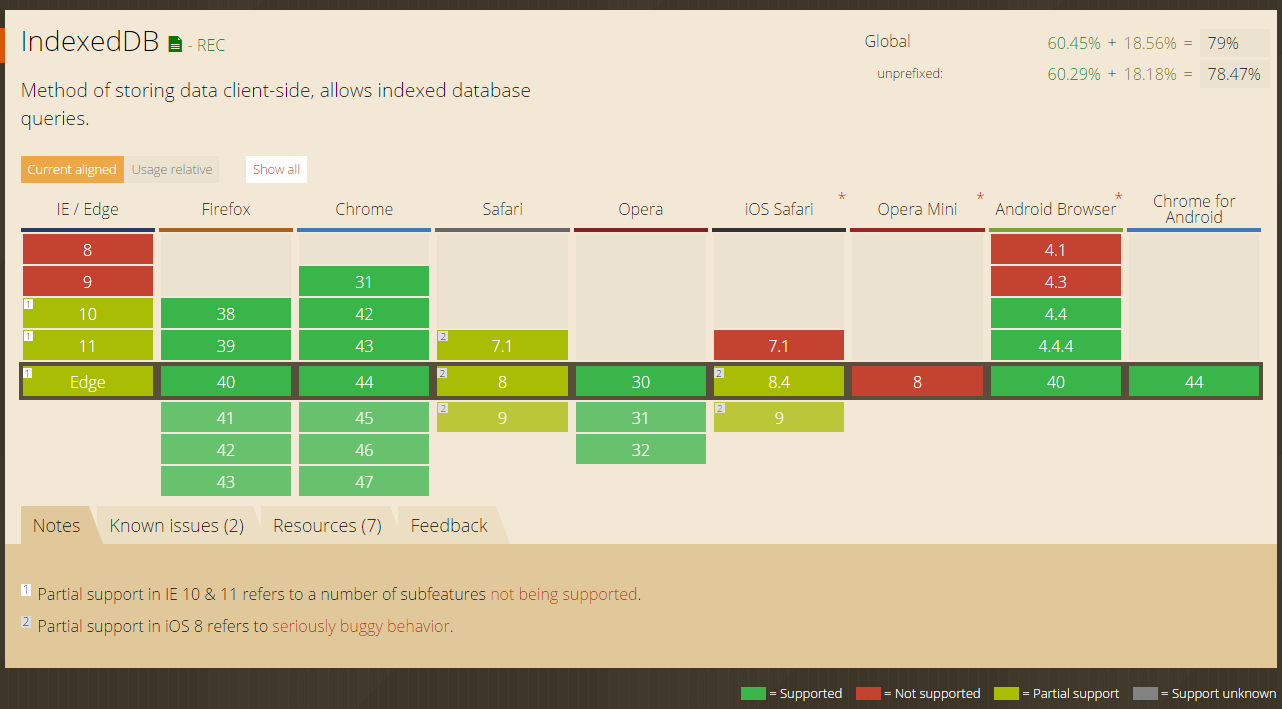 IndexedDB - REC
Global 60.45% + 18.56% = 79%
unprefixed: 60.29% + 18.18% = 78.47%
Method of storing data client-side, allows indexed database
queries.
Current aligned Usage relative Show all
IE / Edge Firefox Chrome Safari Opera iOS Safari * Opera Mini * Android Browser * Chrome for
Android
8 4.1
9 31 4.3
1 10 38 42 4.4
1 11 39 43 2 7.1 7.1 4.4.4
1 Edge 40 44 2 8 30 2 8.4 8 40 44
41 45 2 9 31 2 9
42 46 32
43 47
Notes Known issues (2) Resources (7) Feedback
1 Partial support in IE 10 & 11 refers to a number of subfeatures not being supported.
2 Partial support in iOS 8 refers to seriously buggy behavior.
= Supported = Not supported = Partial support = Support unknown